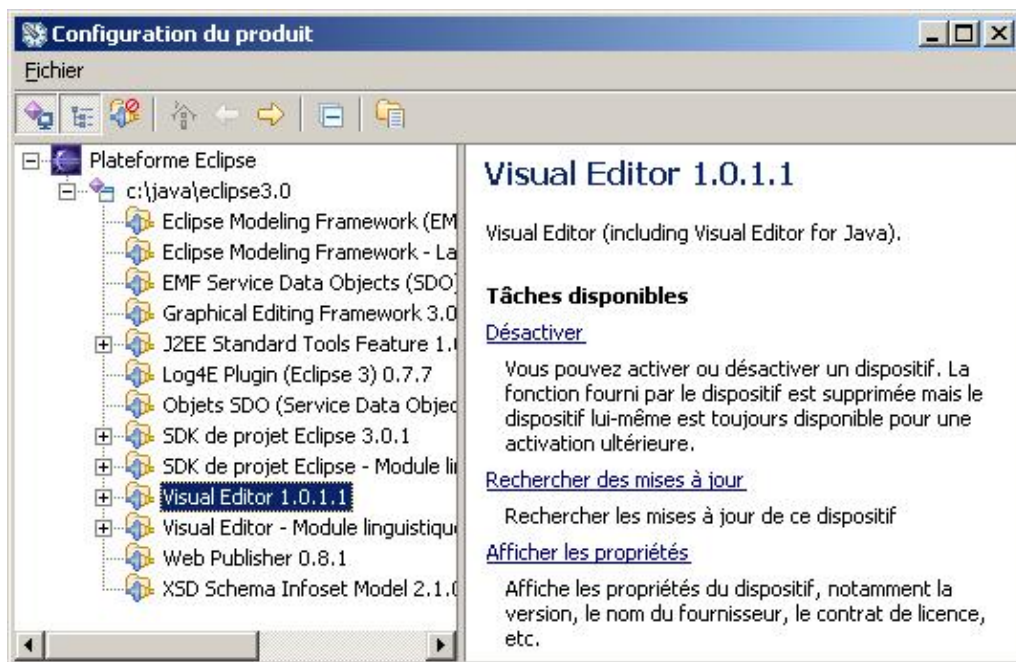 Configuration du produit
Fichier
Plateforme Eclipse
c:\java\eclipse3.0
Eclipse Modeling Framework (EM
Eclipse Modeling Framework - La
EMF Service Data Objects (SDO)
Graphical Editing Framework 3.0
J2EE Standard Tools Feature 1.
Log4E Plugin (Eclipse 3) 0.7.7
Objets SDO (Service Data Objec
SDK de projet Eclipse 3.0.1
SDK de projet Eclipse - Module li
Visual Editor 1.0.1.1
Visual Editor - Module linguistiqu
Web Publisher 0.8.1
XSD Schema Infoset Model 2.1.
Visual Editor 1.0.1.1
Visual Editor (including Visual Editor for Java).
Tâches disponibles
Désactiver
Vous pouvez activer ou désactiver un dispositif. La
fonction fourni par le dispositif est supprimée mais le
dispositif lui-même est toujours disponible pour une
activation ultérieure.
Rechercher des mises à jour
Rechercher les mises à jour de ce dispositif
Afficher les propriétés
Affiche les propriétés du dispositif, notamment la
version, le nom du fournisseur, le contrat de licence,
etc.